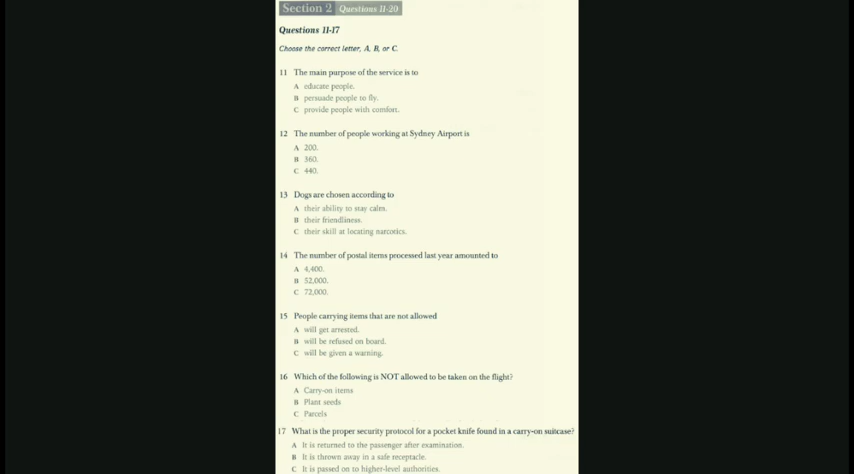 Section 2 Questions 11-20
Questions 11-17
Choose the correct letter, A, B, or C.
11 The main purpose of the service is to
A educate people.
B persuade people to fly.
C provide people with comfort.
12 The number of people working at Sydney Airport is
A 200.
B 360.
C 440.
13 Dogs are chosen according to
A their ability to stay calm.
B their friendliness.
C their skill at locating narcotics.
14 The number of postal items processed last year amounted to
A 4,400.
B 52,000.
C 72,000.
15 People carrying items that are not allowed
A will get arrested.
B will be refused on board.
C will be given a warning.
16 Which of the following is NOT allowed to be taken on the flight?
A Carry-on items
B Plant seeds
C Parcels
17 What is the proper security protocol for a pocket knife found in a carry-on suitcase?
A It is returned to the passenger after examination.
B It is thrown away in a safe receptacle.
C It is passed on to higher-level authorities.